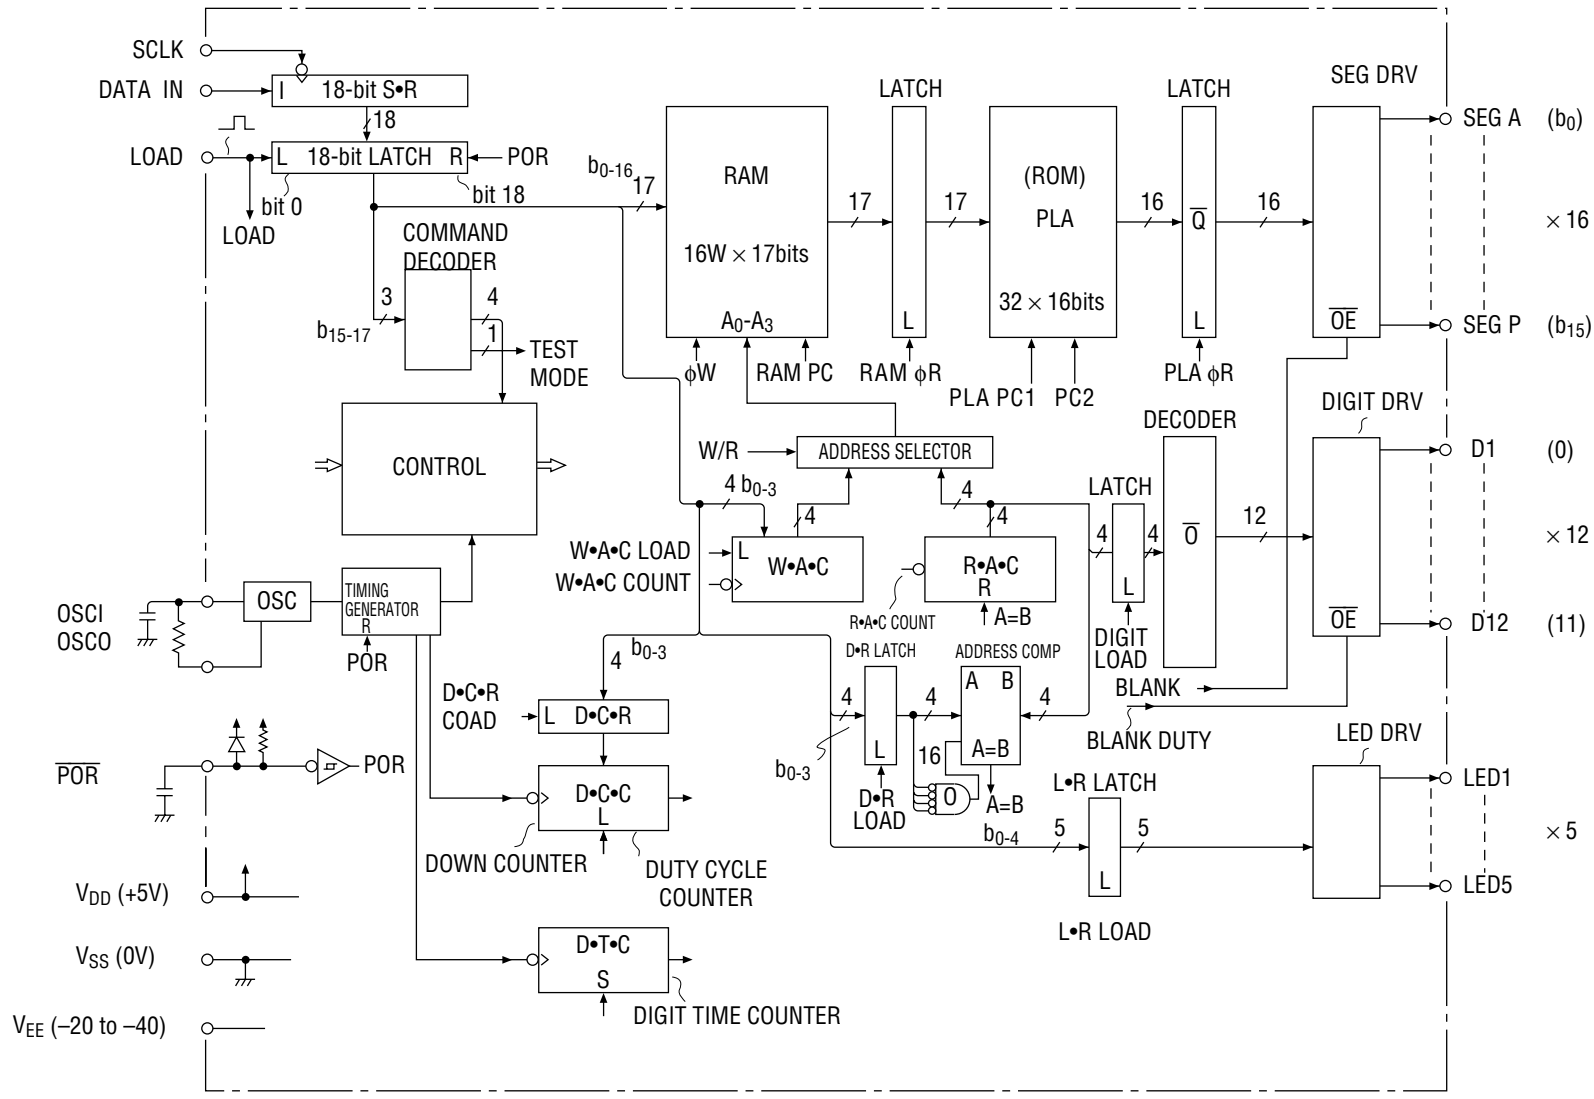 SCLK
DATA IN
LOAD
I 18-bit S•R
18
L 18-bit LATCH R
POR
bit 0
bit 18
LOAD
COMMAND
DECODER
3
b15-17
4
1
TEST
MODE
CONTROL
b0-16
17
RAM
16W × 17bits
A0-A3
ϕW
RAM PC
17
LATCH
L
RAM ϕR
17
(ROM)
PLA
32 × 16bits
PLA PC1
PC2
16
LATCH
Q̅
L
PLA ϕR
16
SEG DRV
O̅E̅
SEG A (b0)
× 16
SEG P (b15)
W/R
ADDRESS SELECTOR
4 b0-3
4
4
4
W•A•C LOAD
W•A•C COUNT
L
W•A•C
R•A•C
R
R•A•C COUNT
A=B
LATCH
4
4
L
DIGIT
LOAD
DECODER
O̅
12
DIGIT DRV
O̅E̅
D1 (0)
× 12
D12 (11)
OSCI
OSCO
OSC
TIMING
GENERATOR
R
POR
4
b0-3
D•C•R
COAD
L D•C•R
D•R LATCH
4
b0-3
L
D•R
LOAD
4
16
O
ADDRESS COMP
A B
A=B
4
A=B
BLANK
BLANK DUTY
P̅O̅R̅
POR
D•C•C
L
DOWN COUNTER
DUTY CYCLE
COUNTER
b0-4
5
L•R LATCH
L
5
L•R LOAD
LED DRV
LED1
× 5
LED5
VDD (+5V)
VSS (0V)
VEE (–20 to –40)
D•T•C
S
DIGIT TIME COUNTER